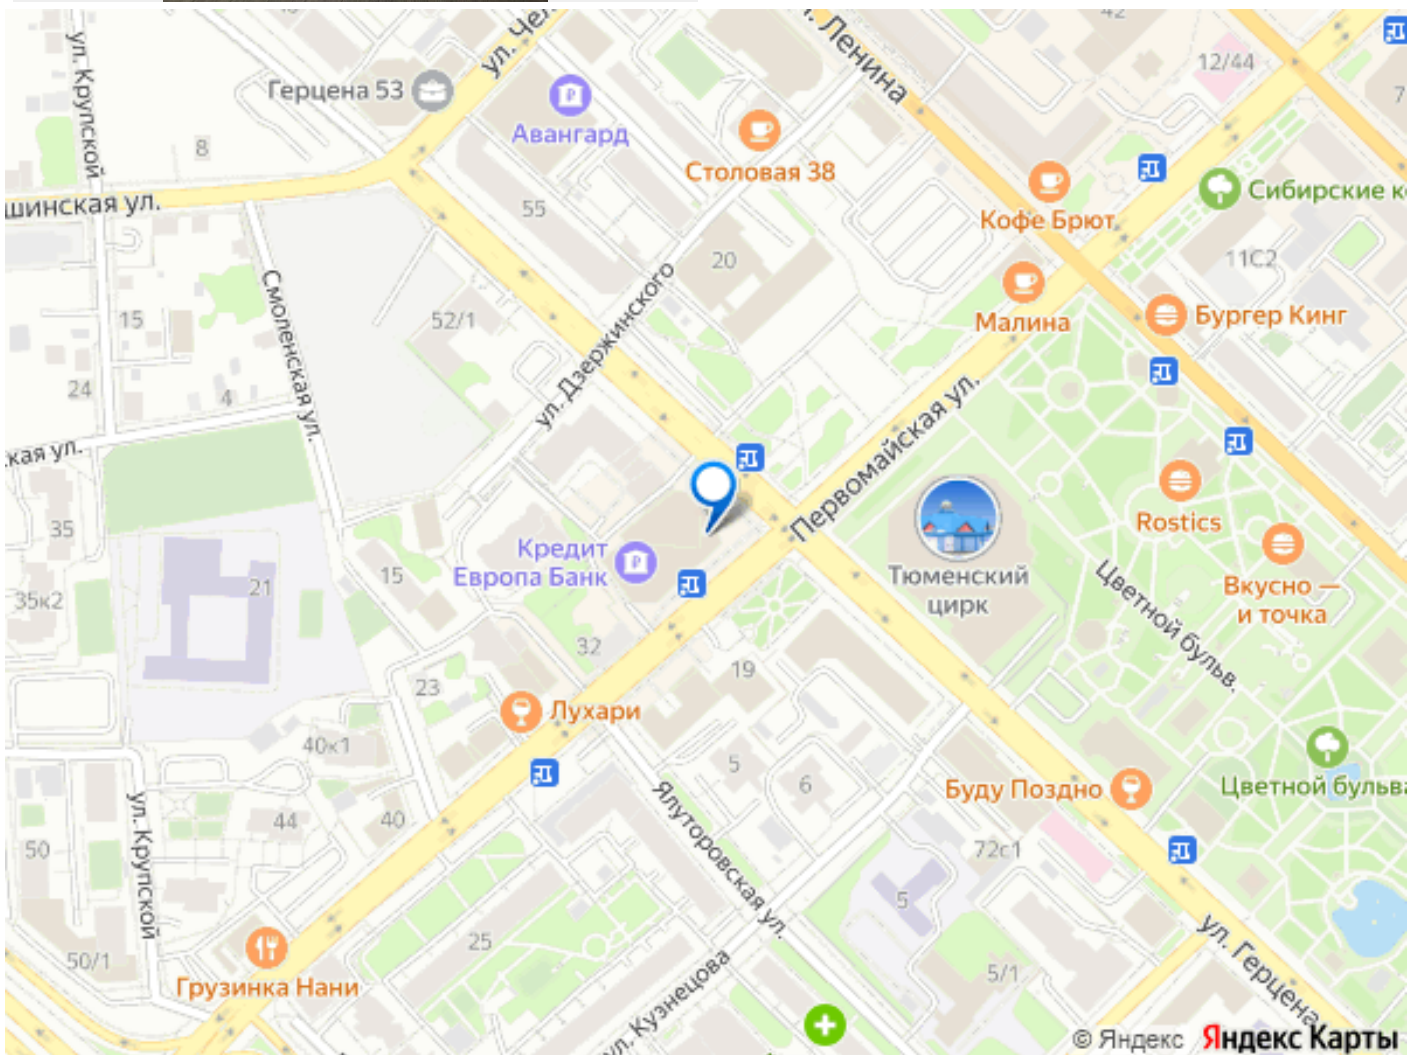 ул. Крупской
ул. Чел
Герцена 53
Авангард
л. Ленина
42
12/44
7
8
55
Столовая 38
Кофе Брют
Сибирские к
шинская ул.
20
11С2
Смоленская ул.
15
52/1
ул. Дзержинского
Малина
Бургер Кинг
24
4
кая ул.
Первомайская ул.
35
Rostics
Кредит
Европа Банк
15
21
35к2
Тюменский
цирк
Вкусно —
и точка
Цветной бульв.
32
19
23
Лухари
40к1
5
6
Буду Поздно
Цветной бульва
ул. Крупской
44
40
50
Ялуторовская ул.
72с1
5
25
50/1
Грузинка Нани
ул. Кузнецова
5/1
ул. Герцена
© Яндекс Яндекс Карты